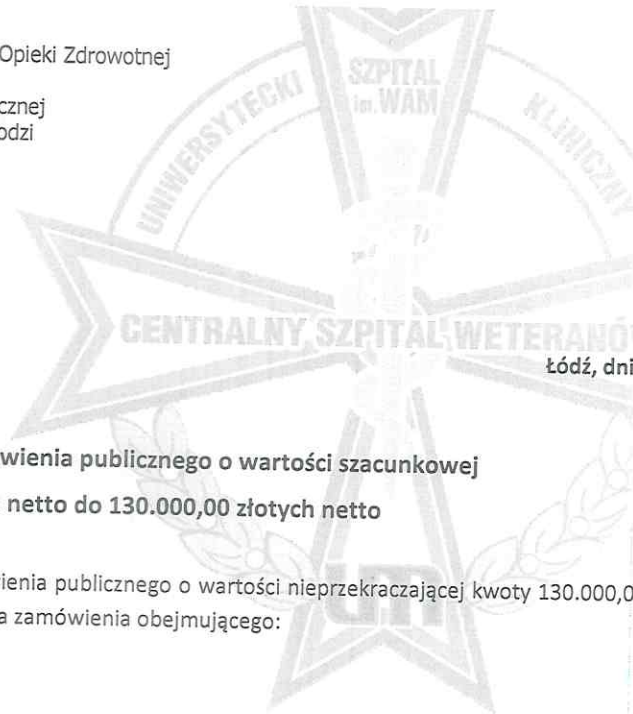 Opieki Zdrowotnej
cznej
odzi
UNIWERSYTECKI
SZPITAL
im. WAM
KLINICZNY
CENTRALNY SZPITAL WETERANÓ
Łódź, dni
wienia publicznego o wartości szacunkowej
netto do 130.000,00 złotych netto
ienia publicznego o wartości nieprzekraczającej kwoty 130.000,0
a zamówienia obejmującego:
um